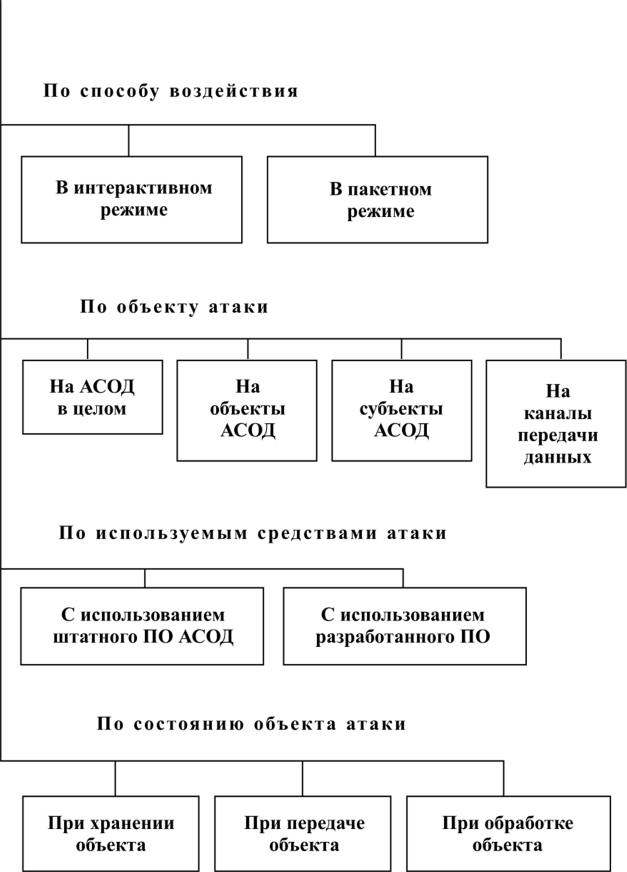 По способу воздействия
В интерактивном
режиме
В пакетном
режиме
По объекту атаки
На АСОД
в целом
На
объекты
АСОД
На
субъекты
АСОД
На
каналы
передачи
данных
По используемым средствами атаки
С использованием
штатного ПО АСОД
С использованием
разработанного ПО
По состоянию объекта атаки
При хранении
объекта
При передаче
объекта
При обработке
объекта